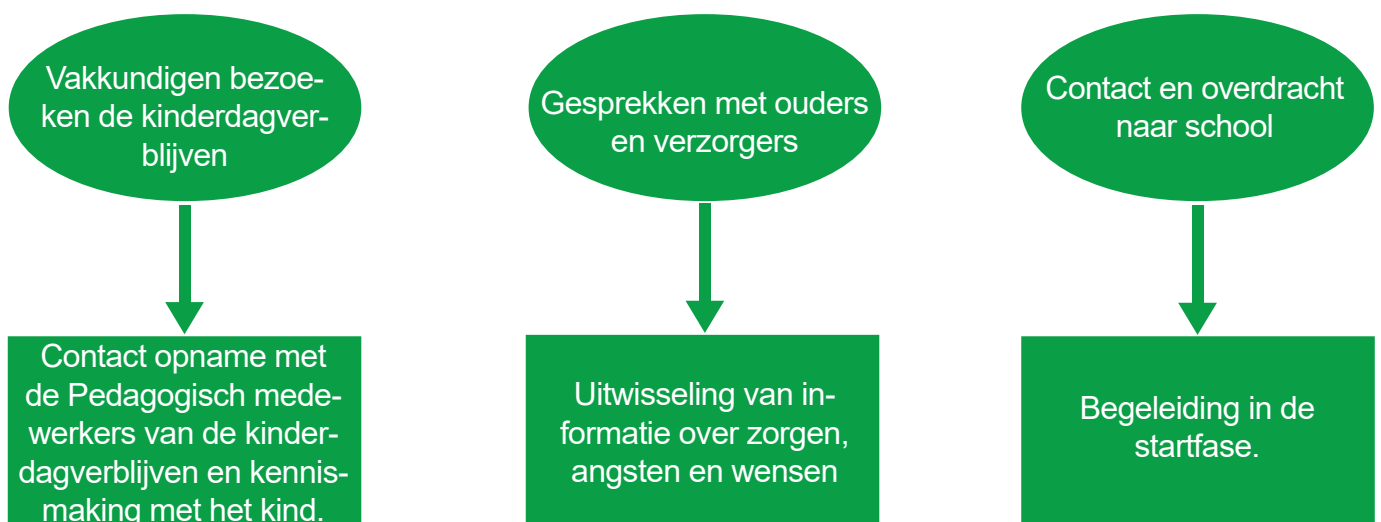 Vakkundigen bezoe-
ken de kinderdagver-
blijven
Gesprekken met ouders
en verzorgers
Contact en overdracht
naar school
Contact opname met
de Pedagogisch mede-
werkers van de kinder-
dagverblijven en kennis-
making met het kind.
Uitwisseling van in-
formatie over zorgen,
angsten en wensen
Begeleiding in de
startfase.